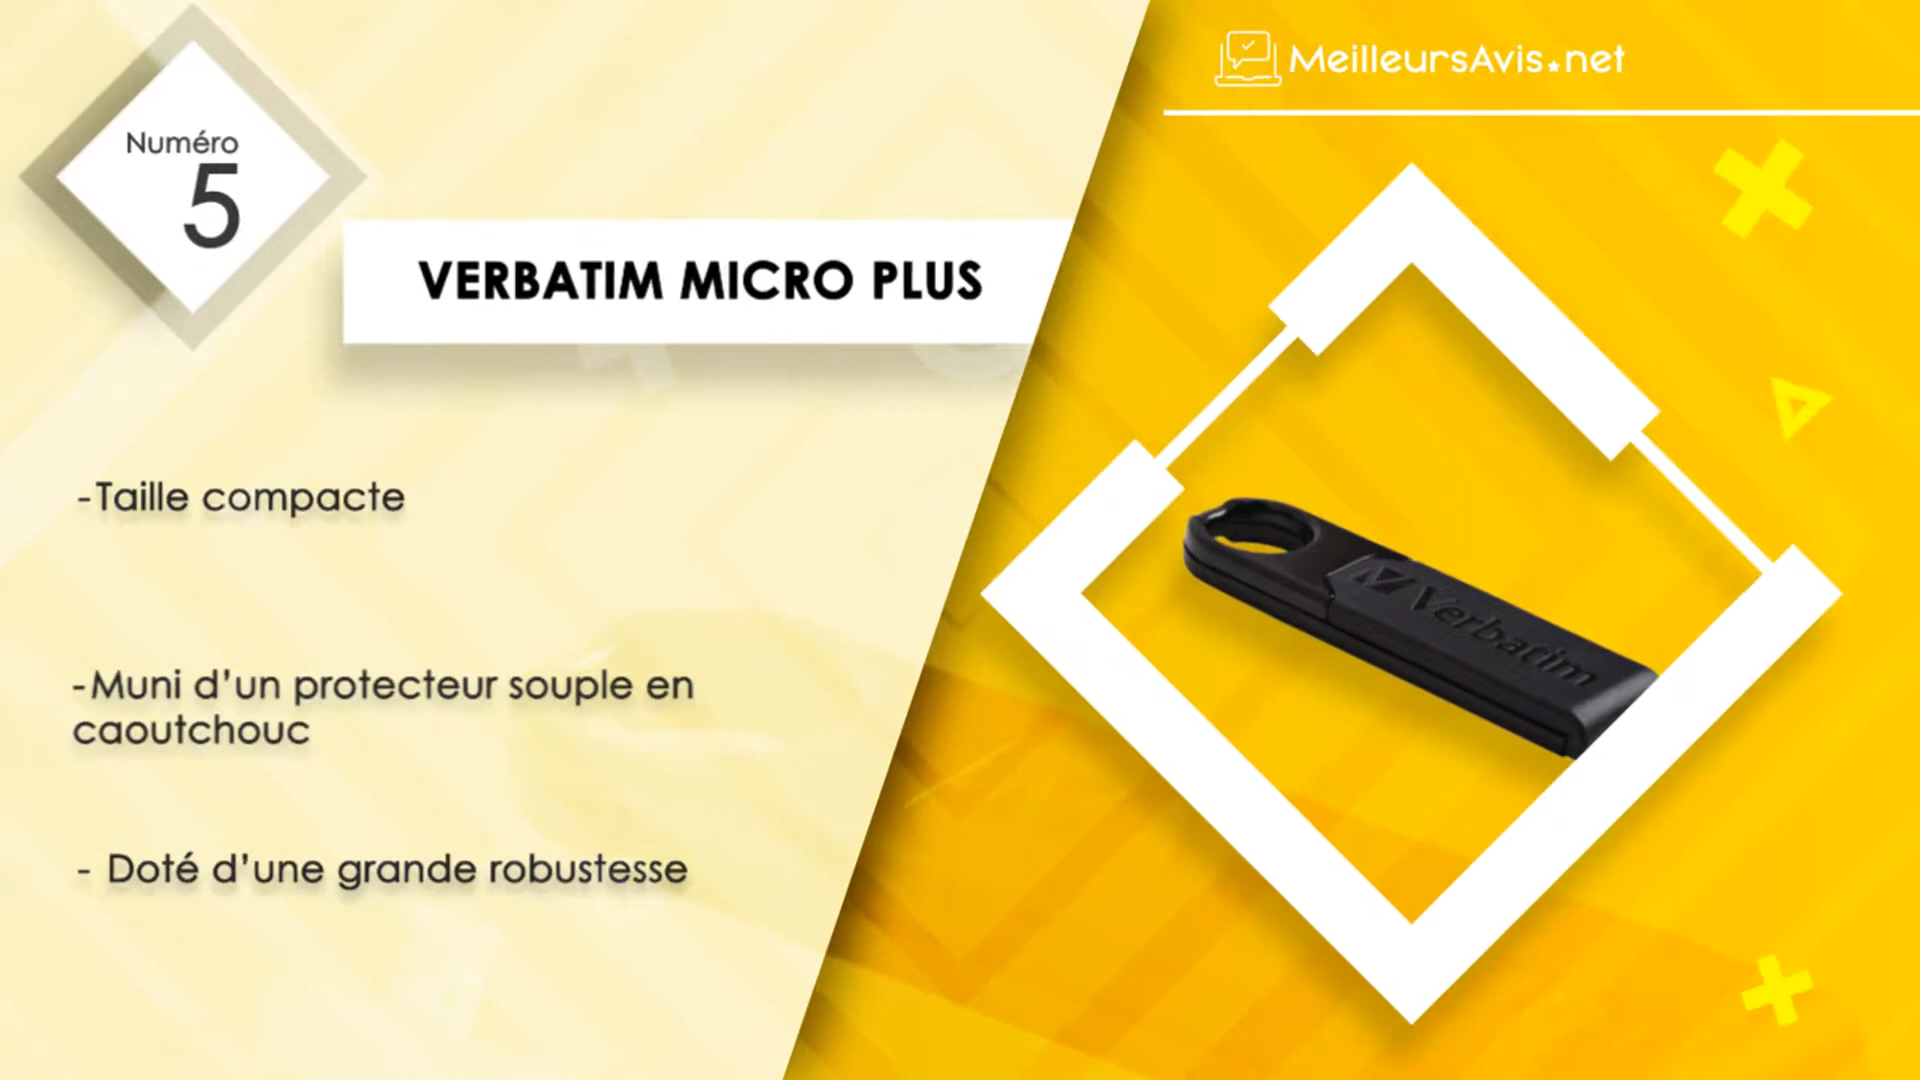 Numéro
5
VERBATIM MICRO PLUS
-Taille compacte
-Muni d’un protecteur souple en
caoutchouc
- Doté d’une grande robustesse
MeilleursAvis.net
Verbatim